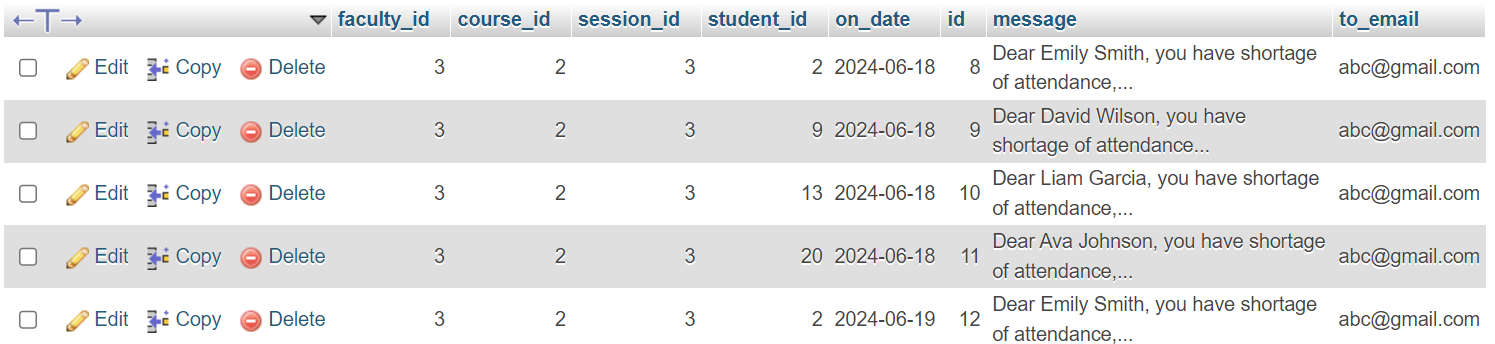 faculty_id course_id session_id student_id on_date id message to_email
Edit Copy Delete 3 2 3 2 2024-06-18 8 Dear Emily Smith, you have shortage abc@gmail.com
of attendance,...
Edit Copy Delete 3 2 3 9 2024-06-18 9 Dear David Wilson, you have abc@gmail.com
shortage of attendance...
Edit Copy Delete 3 2 3 13 2024-06-18 10 Dear Liam Garcia, you have shortage abc@gmail.com
of attendance,...
Edit Copy Delete 3 2 3 20 2024-06-18 11 Dear Ava Johnson, you have shortage abc@gmail.com
of attendance,...
Edit Copy Delete 3 2 3 2 2024-06-19 12 Dear Emily Smith, you have shortage abc@gmail.com
of attendance,...